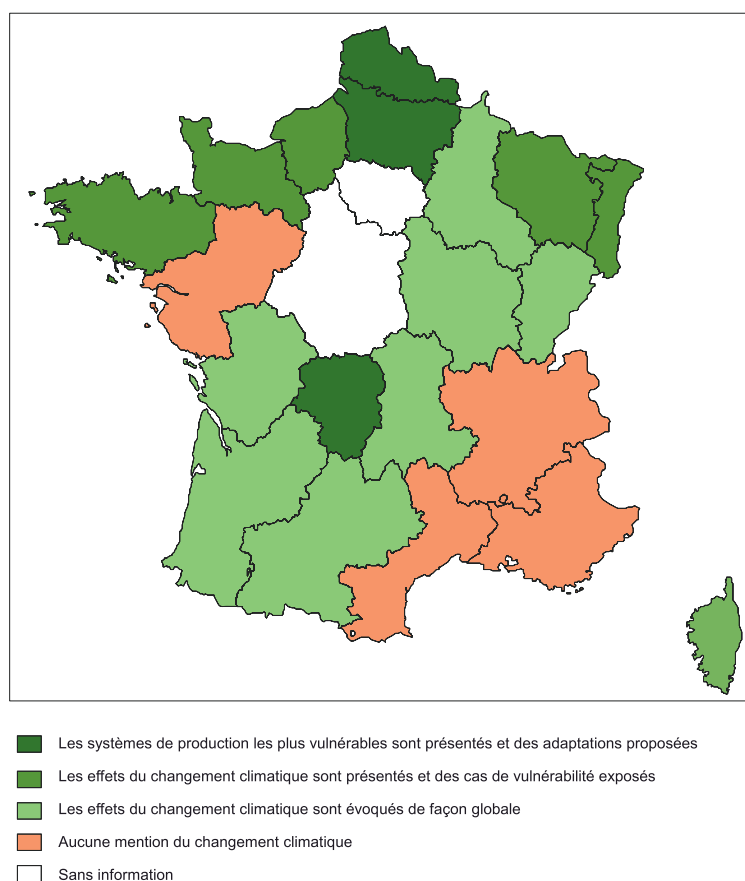 Les systèmes de production les plus vulnérables sont présentés et des adaptations proposées
Les effets du changement climatique sont présentés et des cas de vulnérabilité exposés
Les effets du changement climatique sont évoqués de façon globale
Aucune mention du changement climatique
Sans information